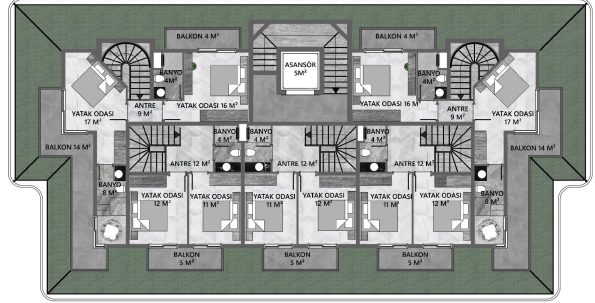 BALKON 4 M²
BALKON 4 M²
ASANSÖR
5M²
BANYO
4M²
BANYO
4M²
YATAK ODASI
17 M²
ANTRE
9 M²
YATAK ODASI 16 M²
YATAK ODASI 16 M²
ANTRE
9 M²
YATAK ODASI
17 M²
BALKON 14 M²
BALKON 14 M²
BANYO
4 M²
BANYO
4 M²
BANYO
4 M²
ANTRE 12 M²
ANTRE 12 M²
ANTRE 12 M²
BANYO
8 M²
BANYO
8 M²
YATAK ODASI
12 M²
YATAK ODASI
11 M²
YATAK ODASI
11 M²
YATAK ODASI
12 M²
YATAK ODASI
11 M²
YATAK ODASI
12 M²
BALKON
5 M²
BALKON
5 M²
BALKON
5 M²